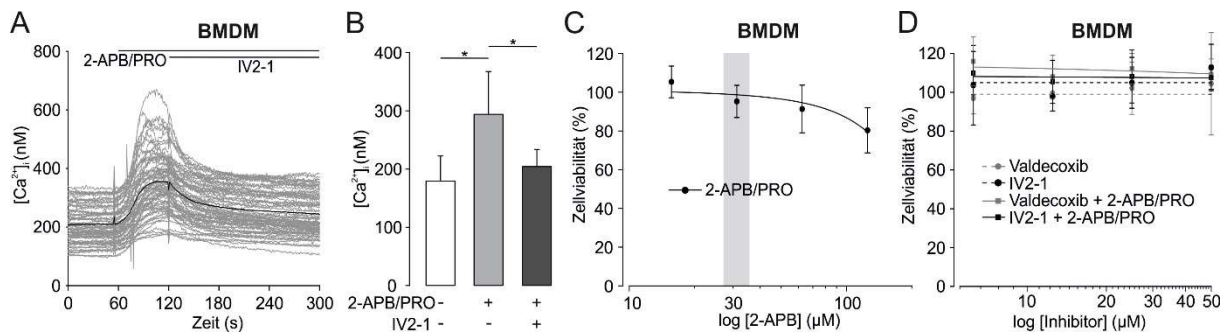 A
BMDM
2-APB/PRO
IV2-1
[Ca²⁺]ᵢ (nM)
800
600
400
200
0
0 60 120 180 240 300
Zeit (s)
B
* *
[Ca²⁺]ᵢ (nM)
400
300
200
100
0
2-APB/PRO - + +
IV2-1 - - +
C
BMDM
Zellviabilität (%)
120
100
80
60
40
20
0
2-APB/PRO
10 30 100
log [2-APB] (µM)
D
BMDM
Zellviabilität (%)
120
100
80
60
40
20
0
Valdecoxib
IV2-1
Valdecoxib + 2-APB/PRO
IV2-1 + 2-APB/PRO
10 20 30 40 50
log [Inhibitor] (µM)